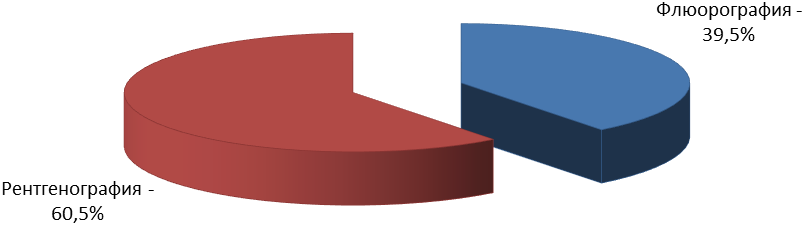 Флюорография -
39,5%
Рентгенография -
60,5%